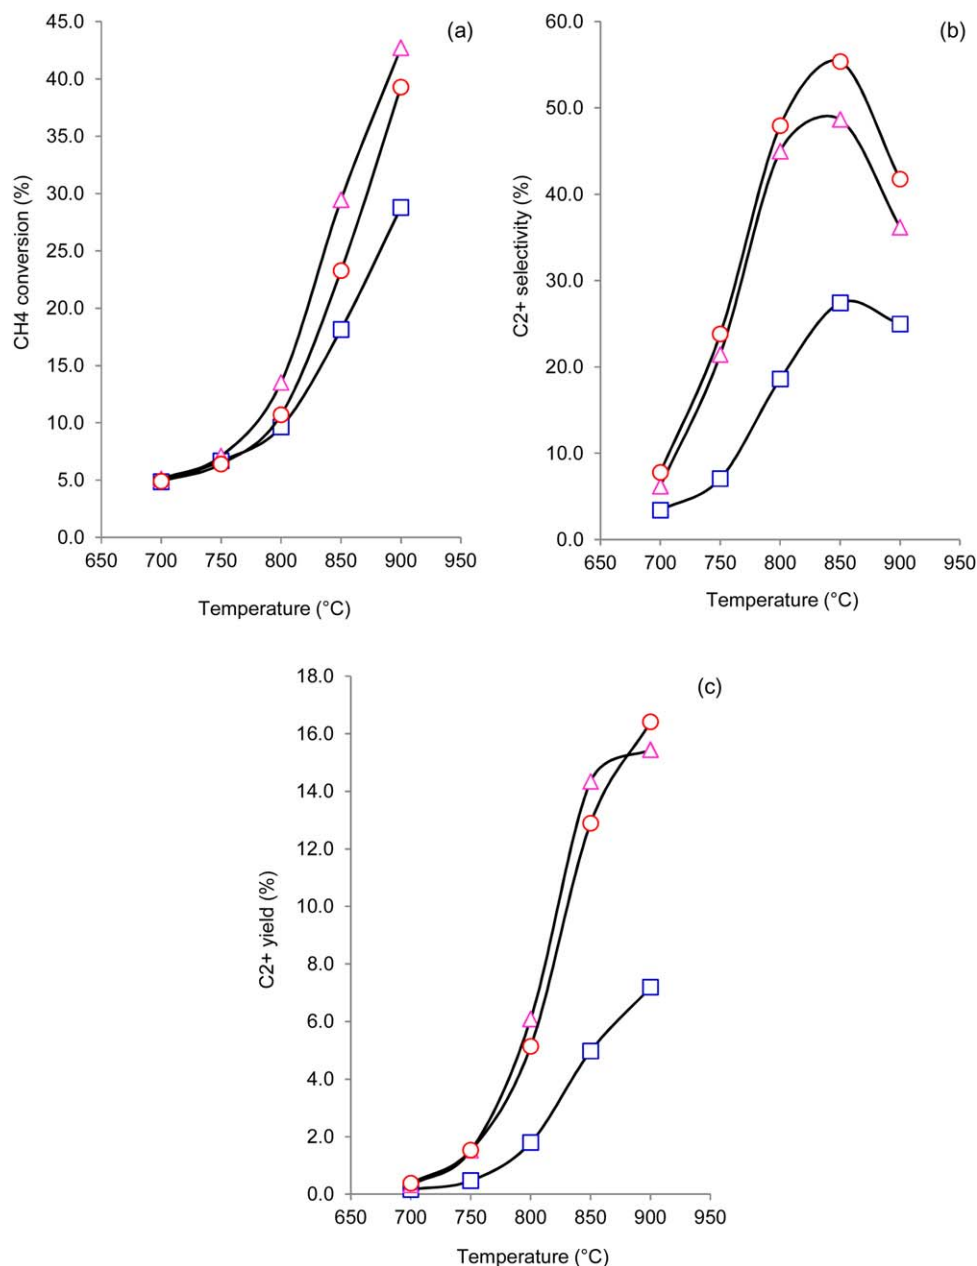 (a)
45.0
40.0
35.0
30.0
25.0
20.0
15.0
10.0
5.0
0.0
650 700 750 800 850 900 950
CH4 conversion (%)
Temperature (°C)
(b)
60.0
50.0
40.0
30.0
20.0
10.0
0.0
650 700 750 800 850 900 950
C2+ selectivity (%)
Temperature (°C)
(c)
18.0
16.0
14.0
12.0
10.0
8.0
6.0
4.0
2.0
0.0
650 700 750 800 850 900 950
C2+ yield (%)
Temperature (°C)